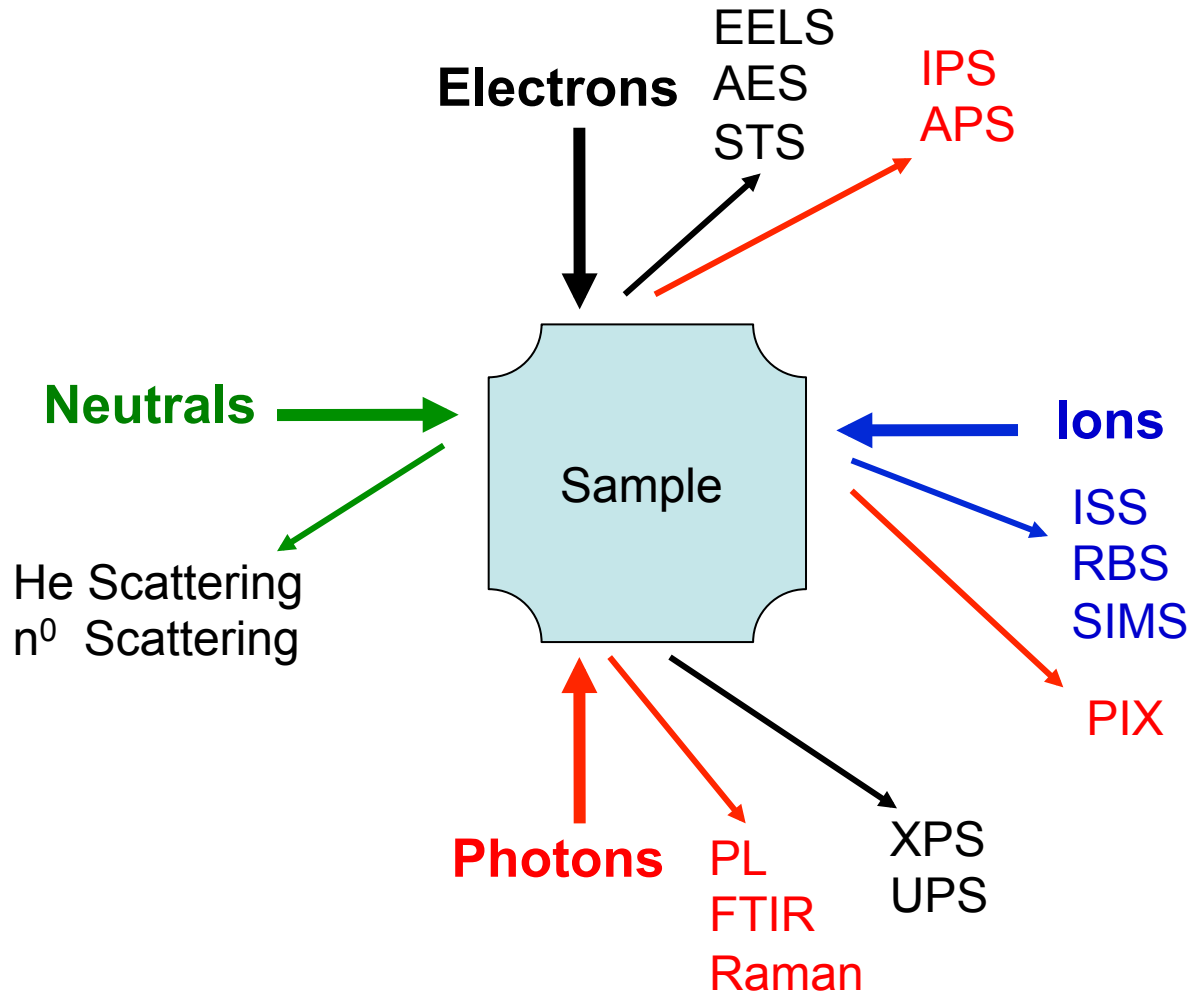 EELS
AES
STS
IPS
APS
Electrons
Neutrals
Ions
Sample
ISS
RBS
SIMS
He Scattering
n⁰ Scattering
PIX
Photons
PL
FTIR
Raman
XPS
UPS